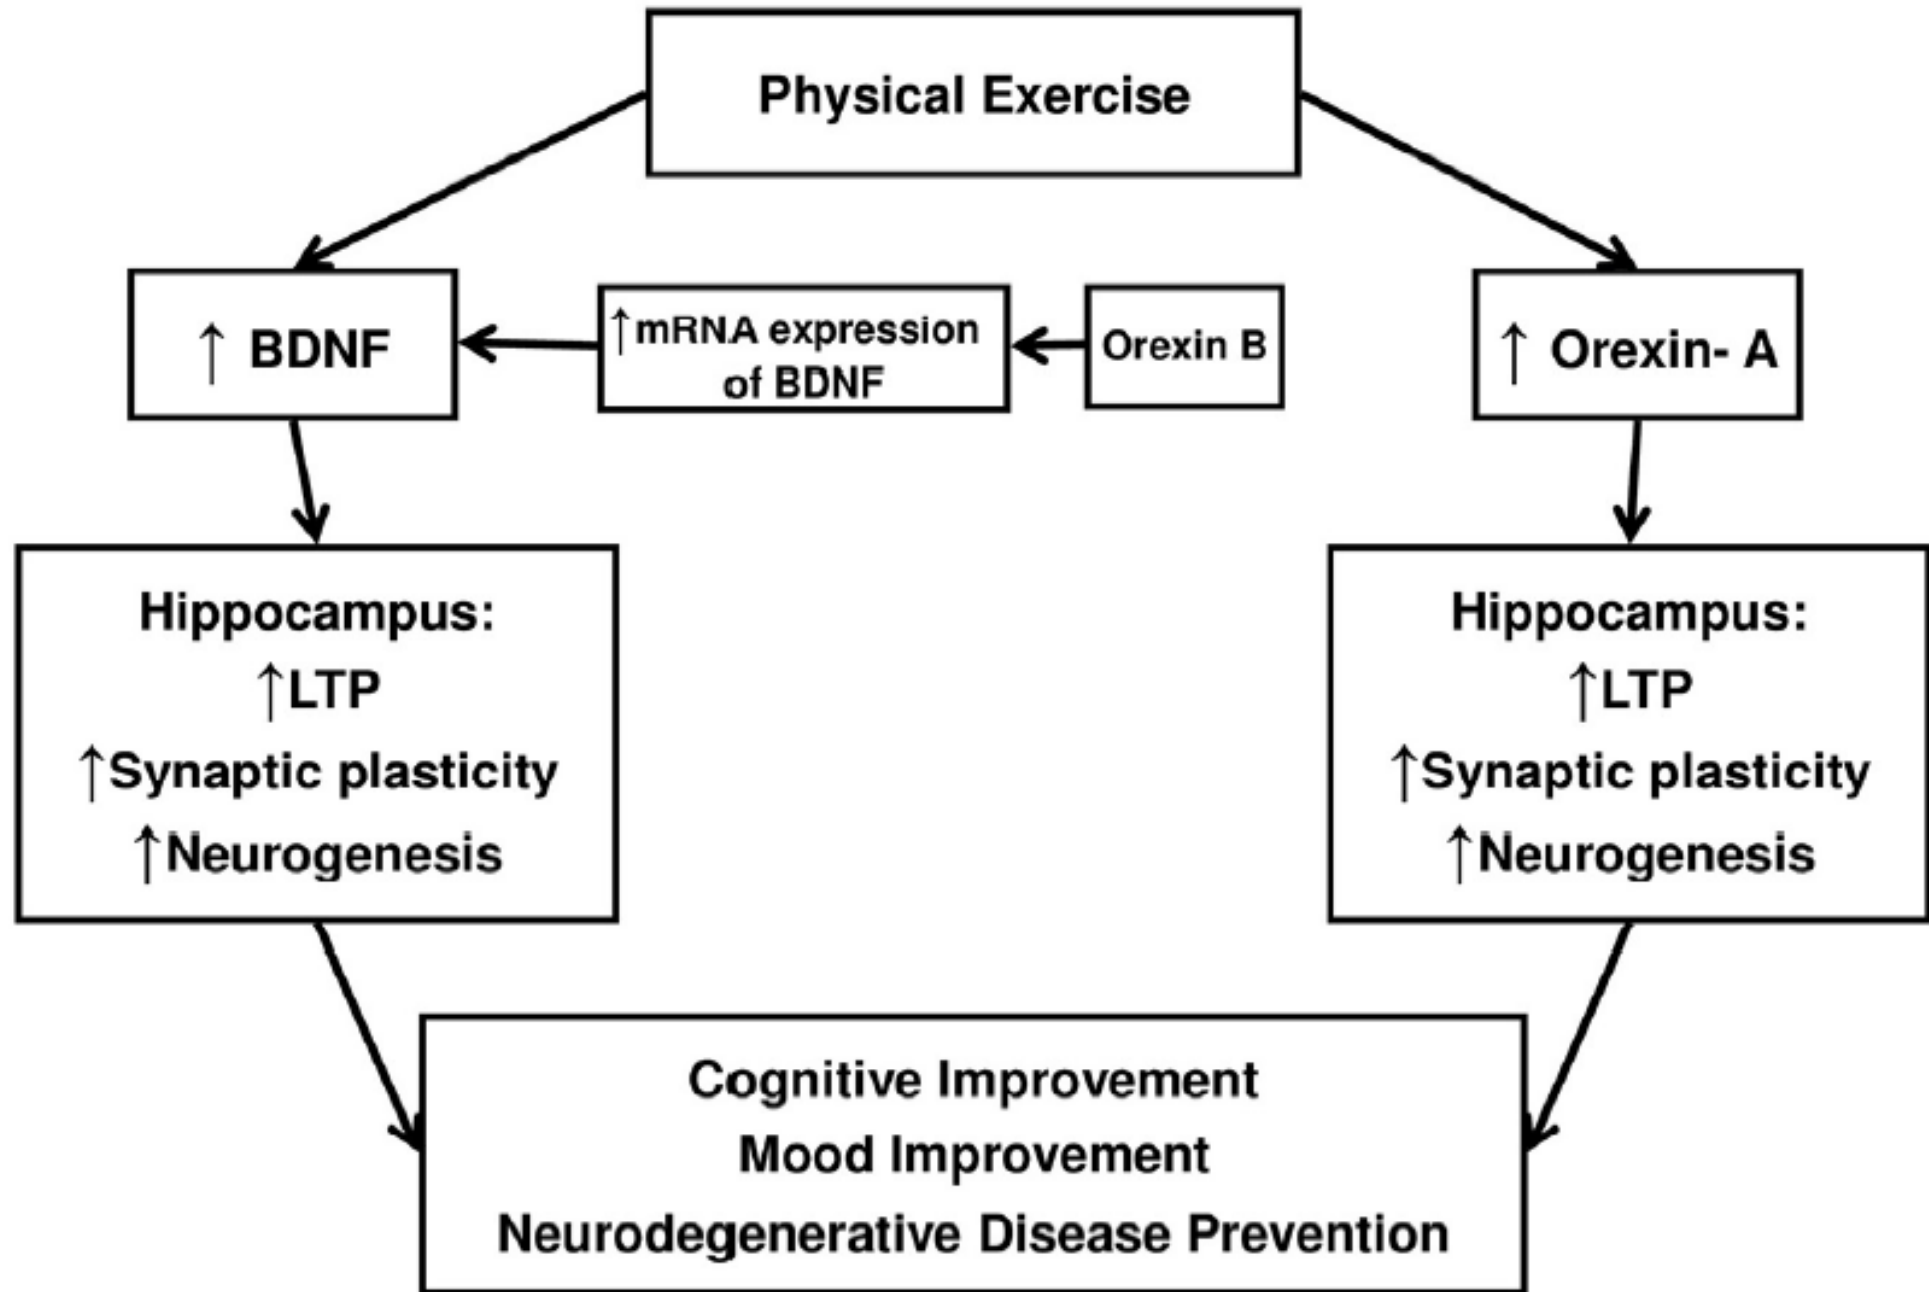 Physical Exercise
↑ BDNF
↑mRNA expression
of BDNF
Orexin B
↑ Orexin- A
Hippocampus:
↑LTP
↑Synaptic plasticity
↑Neurogenesis
Hippocampus:
↑LTP
↑Synaptic plasticity
↑Neurogenesis
Cognitive Improvement
Mood Improvement
Neurodegenerative Disease Prevention